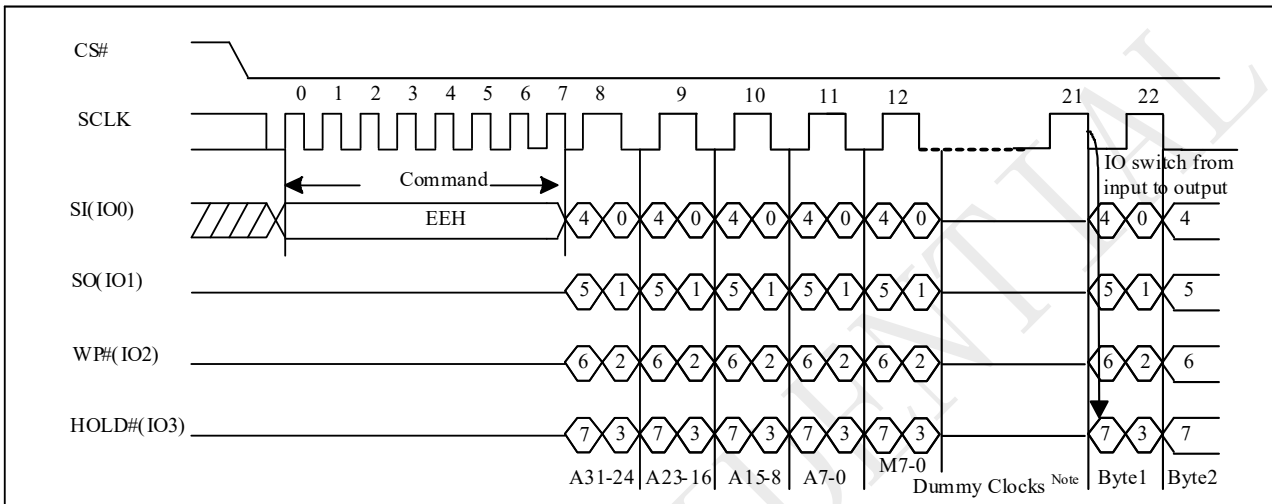 CS#
0 1 2 3 4 5 6 7 8 9 10 11 12 21 22
SCLK
IO switch from
input to output
Command
SI(IO0) EEH 4 0 4 0 4 0 4 0 4 0 4 0 4
SO(IO1) 5 1 5 1 5 1 5 1 5 1 5 1 5
WP#(IO2) 6 2 6 2 6 2 6 2 6 2 6 2 6
HOLD#(IO3) 7 3 7 3 7 3 7 3 7 3 7 3 7
A31-24 A23-16 A15-8 A7-0 M7-0 Dummy Clocks Note Byte1 Byte2
DENTIAL